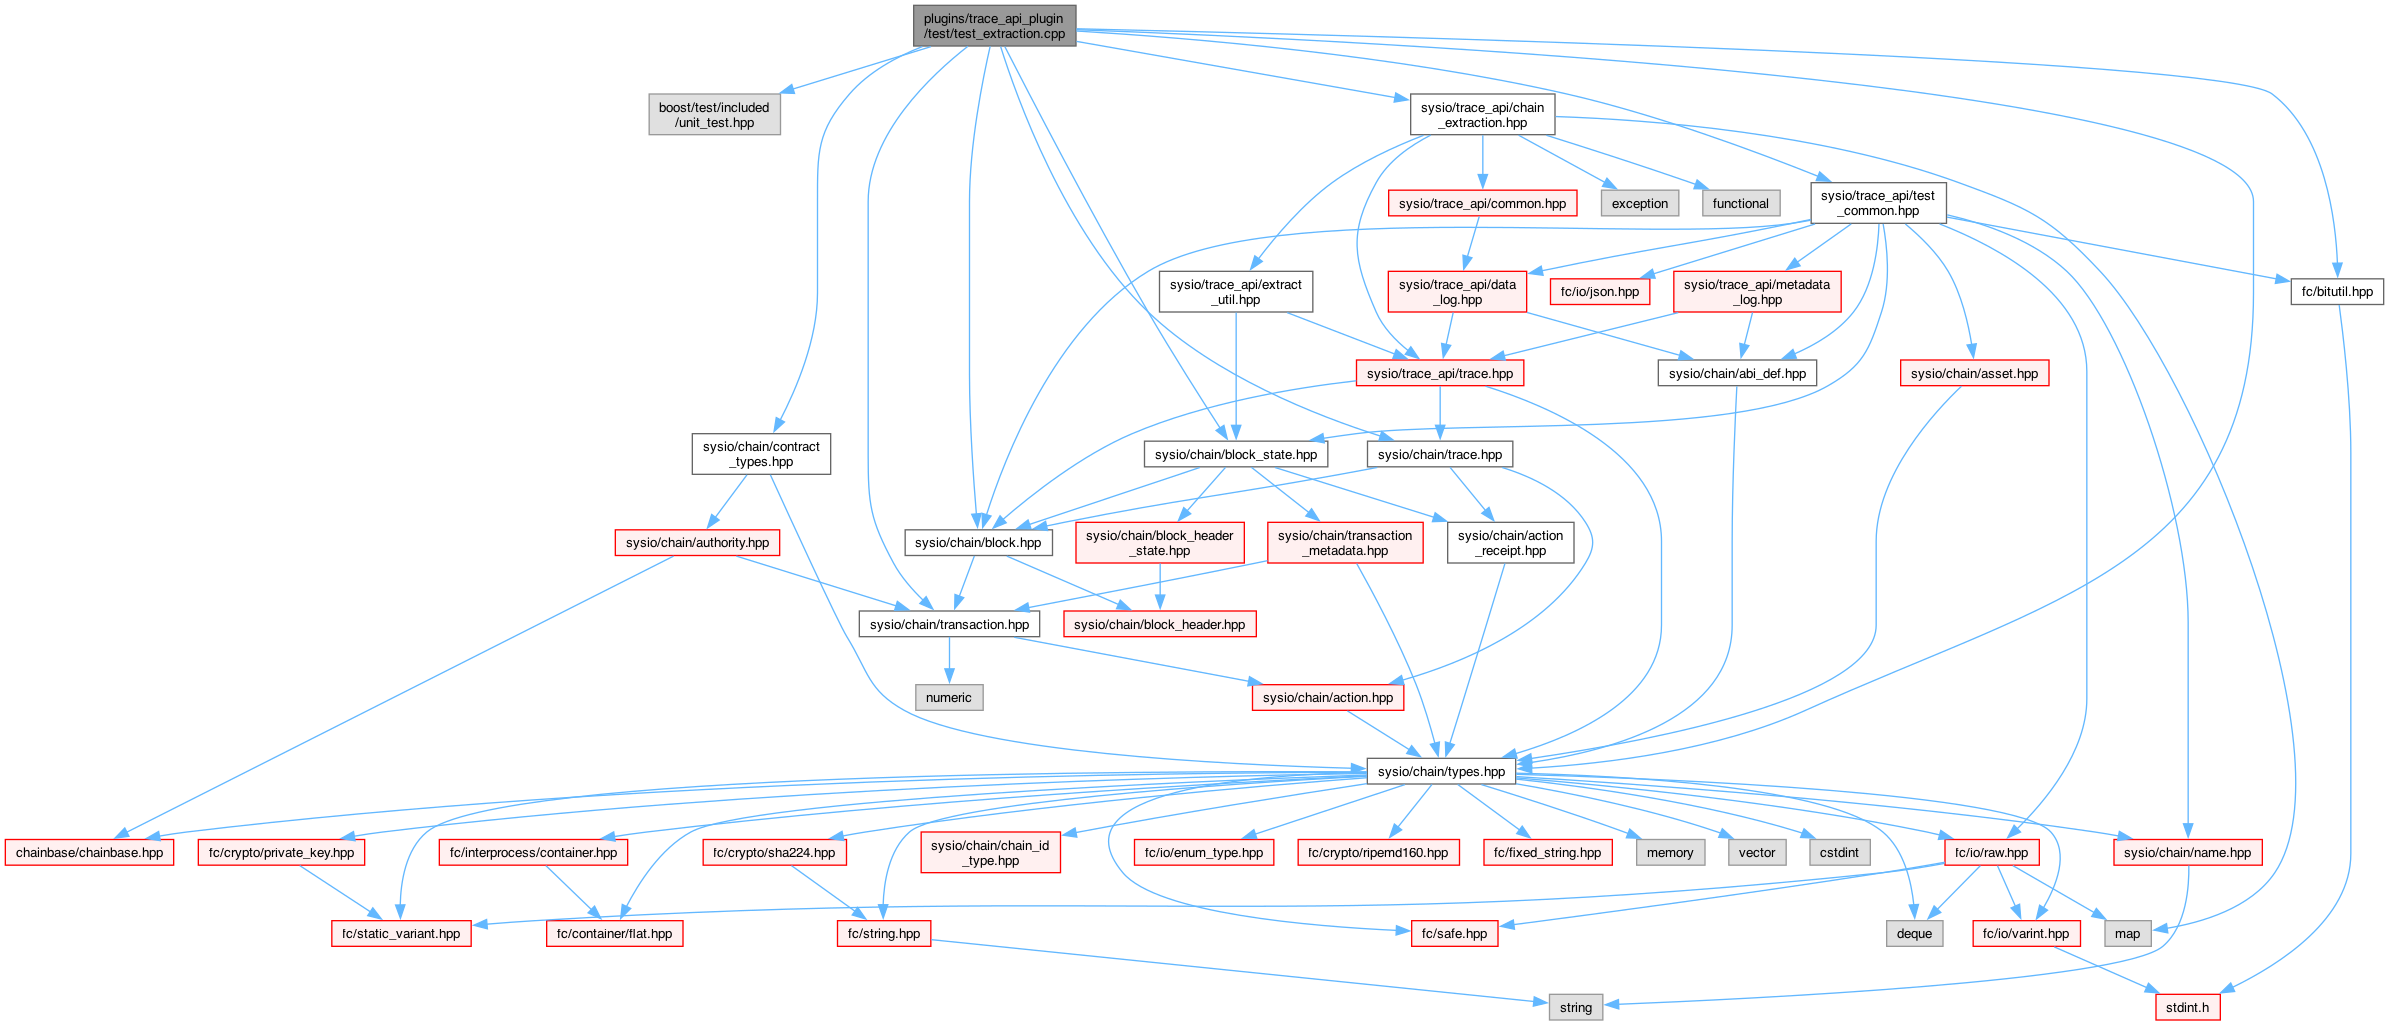 plugins/trace_api_plugin
/test/test_extraction.cpp
boost/test/included
/unit_test.hpp
sysio/trace_api/chain
_extraction.hpp
sysio/trace_api/common.hpp
exception
functional
sysio/trace_api/test
_common.hpp
sysio/trace_api/extract
_util.hpp
sysio/trace_api/data
_log.hpp
fc/io/json.hpp
sysio/trace_api/metadata
_log.hpp
fc/bitutil.hpp
sysio/trace_api/trace.hpp
sysio/chain/abi_def.hpp
sysio/chain/asset.hpp
sysio/chain/contract
_types.hpp
sysio/chain/block_state.hpp
sysio/chain/trace.hpp
sysio/chain/authority.hpp
sysio/chain/block.hpp
sysio/chain/block_header
_state.hpp
sysio/chain/transaction
_metadata.hpp
sysio/chain/action
_receipt.hpp
sysio/chain/transaction.hpp
sysio/chain/block_header.hpp
numeric
sysio/chain/action.hpp
sysio/chain/types.hpp
chainbase/chainbase.hpp
fc/crypto/private_key.hpp
fc/interprocess/container.hpp
fc/crypto/sha224.hpp
sysio/chain/chain_id
_type.hpp
fc/io/enum_type.hpp
fc/crypto/ripemd160.hpp
fc/fixed_string.hpp
memory
vector
cstdint
fc/io/raw.hpp
sysio/chain/name.hpp
fc/static_variant.hpp
fc/container/flat.hpp
fc/string.hpp
fc/safe.hpp
deque
fc/io/varint.hpp
map
string
stdint.h